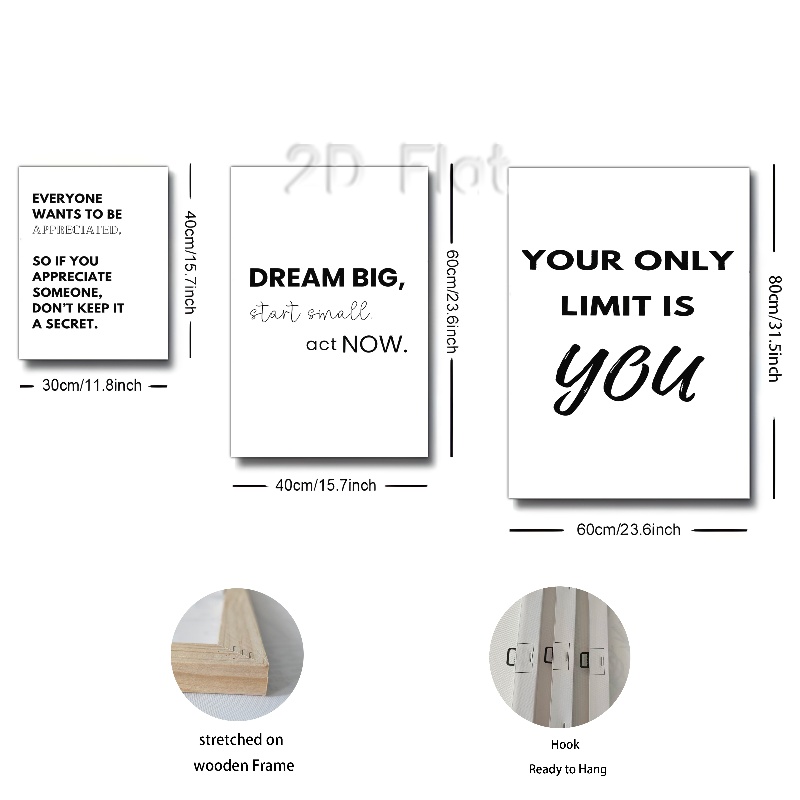 2D Flat
EVERYONE
WANTS TO BE
APPRECIATED.
SO IF YOU
APPRECIATE
SOMEONE,
DON'T KEEP IT
A SECRET.
40cm/15.7inch
30cm/11.8inch
DREAM BIG,
start small
act NOW.
60cm/23.6inch
40cm/15.7inch
YOUR ONLY
LIMIT IS
YOU
80cm/31.5inch
60cm/23.6inch
stretched on
wooden Frame
Hook
Ready to Hang